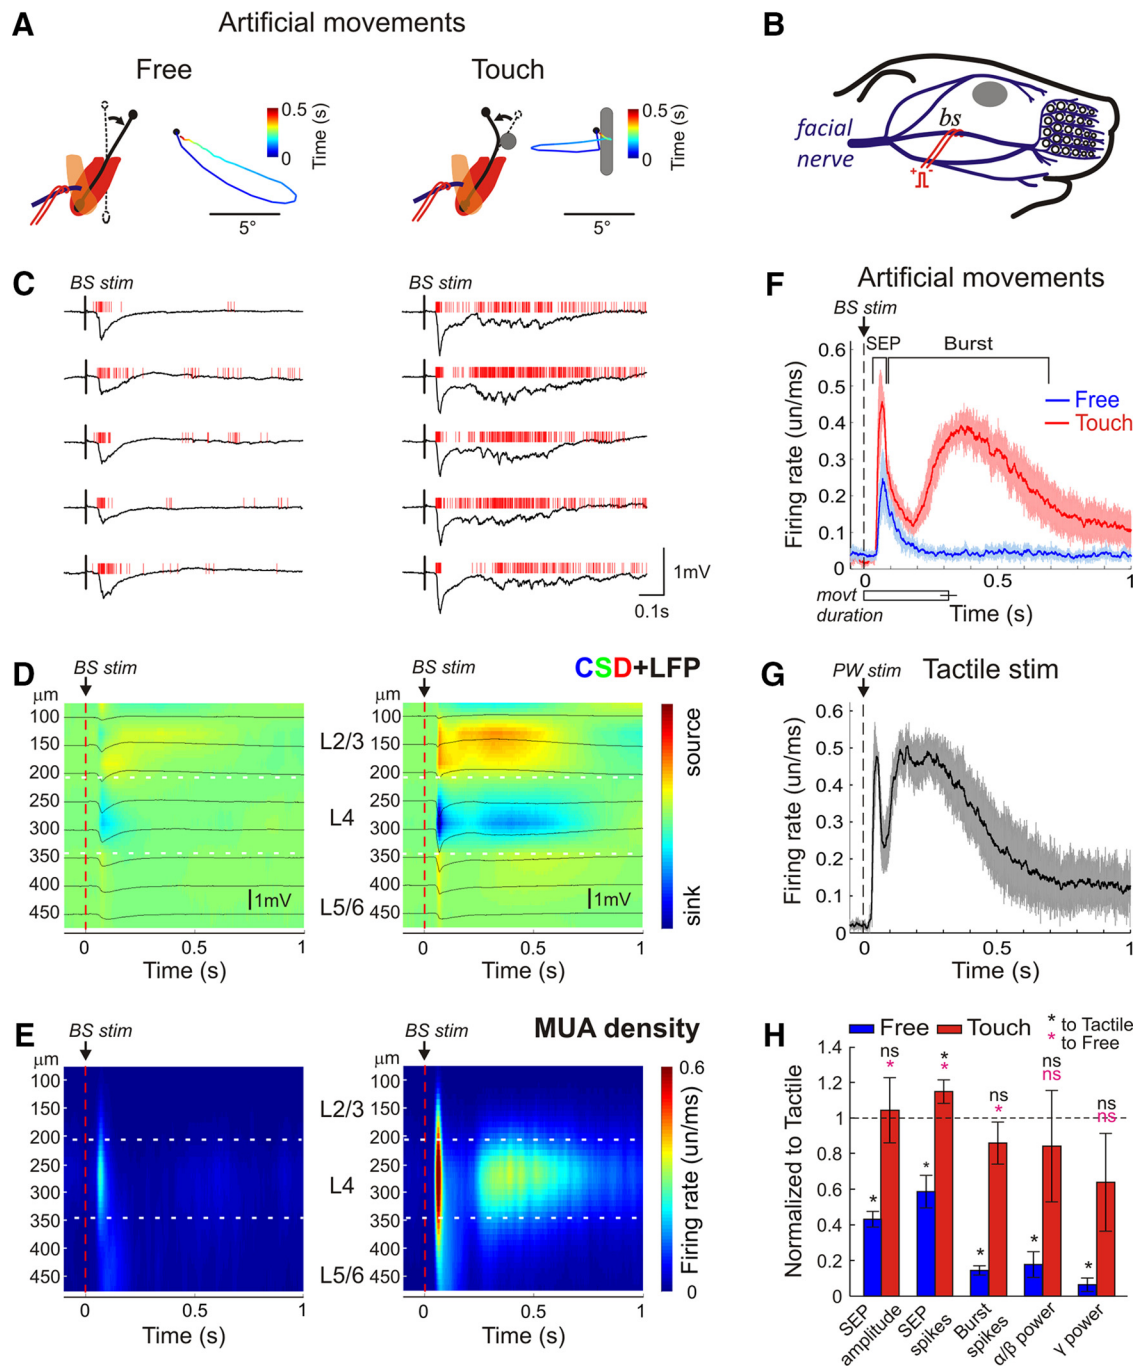 A
Artificial movements
Free
Touch
0.5
0
Time (s)
5°
0.5
0
Time (s)
5°
B
facial
nerve
bs
+ -
C
BS stim
BS stim
1mV
0.1s
D
BS stim
BS stim
CSD+LFP
µm
100
150
200
250
300
350
400
450
1mV
0
0.5
1
Time (s)
L2/3
L4
L5/6
µm
100
150
200
250
300
350
400
450
1mV
0
0.5
1
Time (s)
source
sink
E
BS stim
BS stim
MUA density
µm
100
150
200
250
300
350
400
450
0
0.5
1
Time (s)
L2/3
L4
L5/6
µm
100
150
200
250
300
350
400
450
0
0.5
1
Time (s)
0.6
0
Firing rate (un/ms)
F
Artificial movements
BS stim
SEP
Burst
Free
Touch
Firing rate (un/ms)
0.6
0.5
0.4
0.3
0.2
0.1
0
0
0.5
1
movt
duration
Time (s)
G
PW stim
Tactile stim
Firing rate (un/ms)
0.6
0.5
0.4
0.3
0.2
0.1
0
0
0.5
1
Time (s)
H
Free
Touch
* to Tactile
* to Free
Normalized to Tactile
1.4
1.2
1
0.8
0.6
0.4
0.2
0
*
ns
*
*
*
*
*
ns
*
*
ns
ns
*
ns
ns
SEP
amplitude
SEP
spikes
Burst
spikes
α/β power
γ power